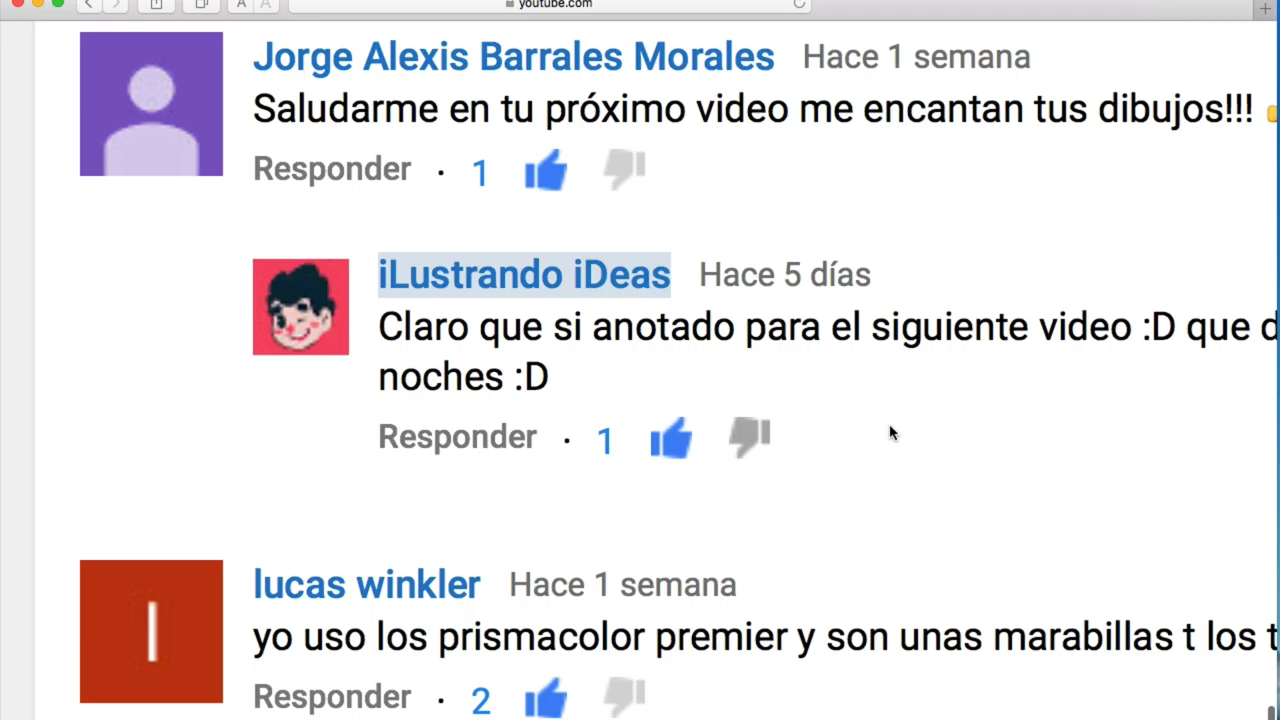 youtube.com
Jorge Alexis Barrales Morales Hace 1 semana
Saludarme en tu próximo video me encantan tus dibujos!!!
Responder · 1
iLustrando iDeas Hace 5 días
Claro que si anotado para el siguiente video :D que
noches :D
Responder · 1
lucas winkler Hace 1 semana
yo uso los prismacolor premier y son unas marabillas t los
Responder · 2